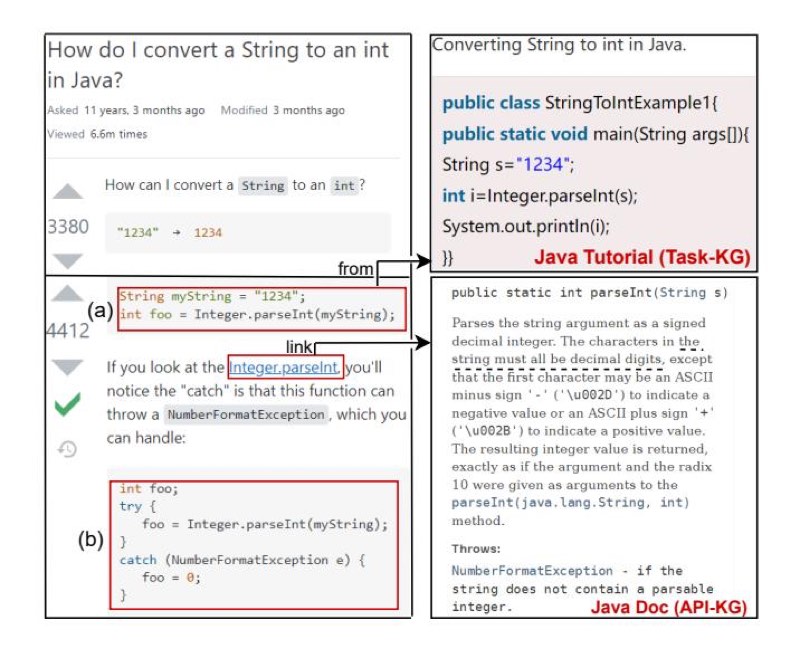 How do I convert a String to an int
in Java?
Asked 11 years, 3 months ago Modified 3 months ago
Viewed 6.6m times
How can I convert a String to an int?
3380
"1234" → 1234
from
(a)
String myString = "1234";
int foo = Integer.parseInt(myString);
4412
link
If you look at the Integer.parseInt, you'll
notice the "catch" is that this function can
throw a NumberFormatException, which you
can handle:
(b)
int foo;
try {
foo = Integer.parseInt(myString);
}
catch (NumberFormatException e) {
foo = 0;
}
Converting String to int in Java.
public class StringToIntExample1{
public static void main(String args[]){
String s="1234";
int i=Integer.parseInt(s);
System.out.println(i);
}}
Java Tutorial (Task-KG)
public static int parseInt(String s)
Parses the string argument as a signed
decimal integer. The characters in the
string must all be decimal digits, except
that the first character may be an ASCII
minus sign '-' ('\u002D') to indicate a
negative value or an ASCII plus sign '+'
('\u002B') to indicate a positive value.
The resulting integer value is returned,
exactly as if the argument and the radix
10 were given as arguments to the
parseInt(java.lang.String, int)
method.
Throws:
NumberFormatException - if the
string does not contain a parsable
integer.
Java Doc (API-KG)